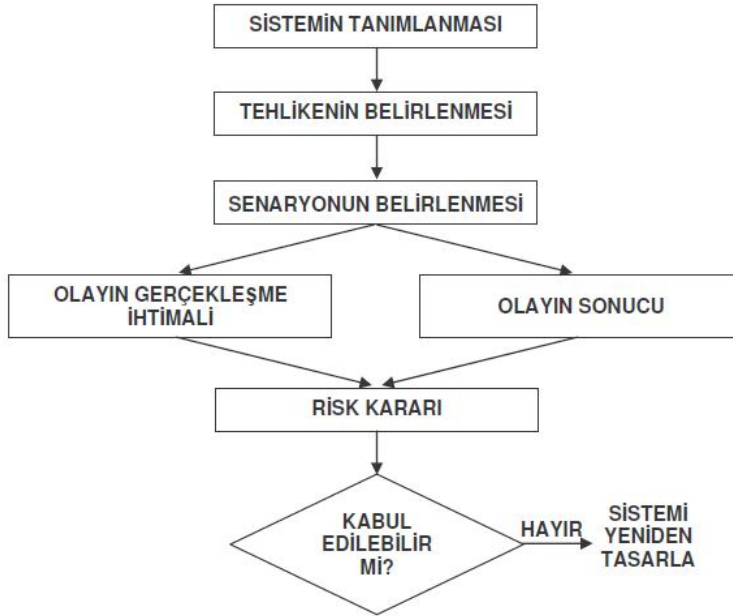 SİSTEMİN TANIMLANMASI
TEHLİKENİN BELİRLENMESİ
SENARYONUN BELİRLENMESİ
OLAYIN GERÇEKLEŞME
İHTİMALİ
OLAYIN SONUCU
RİSK KARARI
KABUL
EDİLEBİLİR
Mİ?
HAYIR
SİSTEMİ
YENİDEN
TASARLA